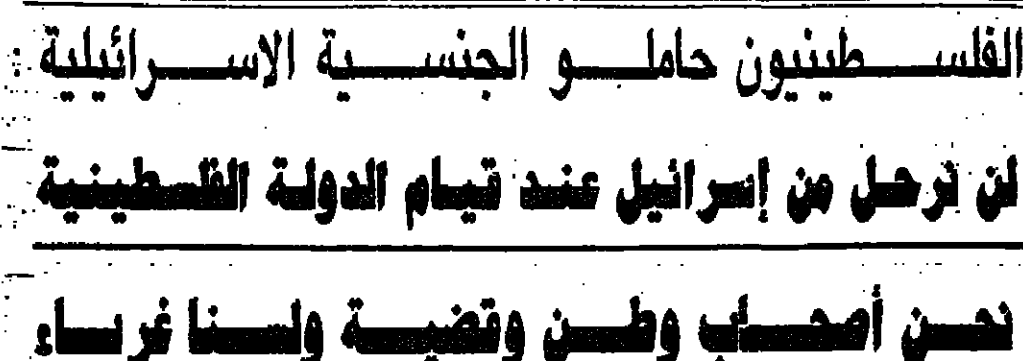 الفلسطينيون حاملو الجنسية الاسرائيلية :
لن نرحل من إسرائيل عند قيام الدولة الفلسطينية
نحن أصحاب وطن وقضية ولسنا غرباء